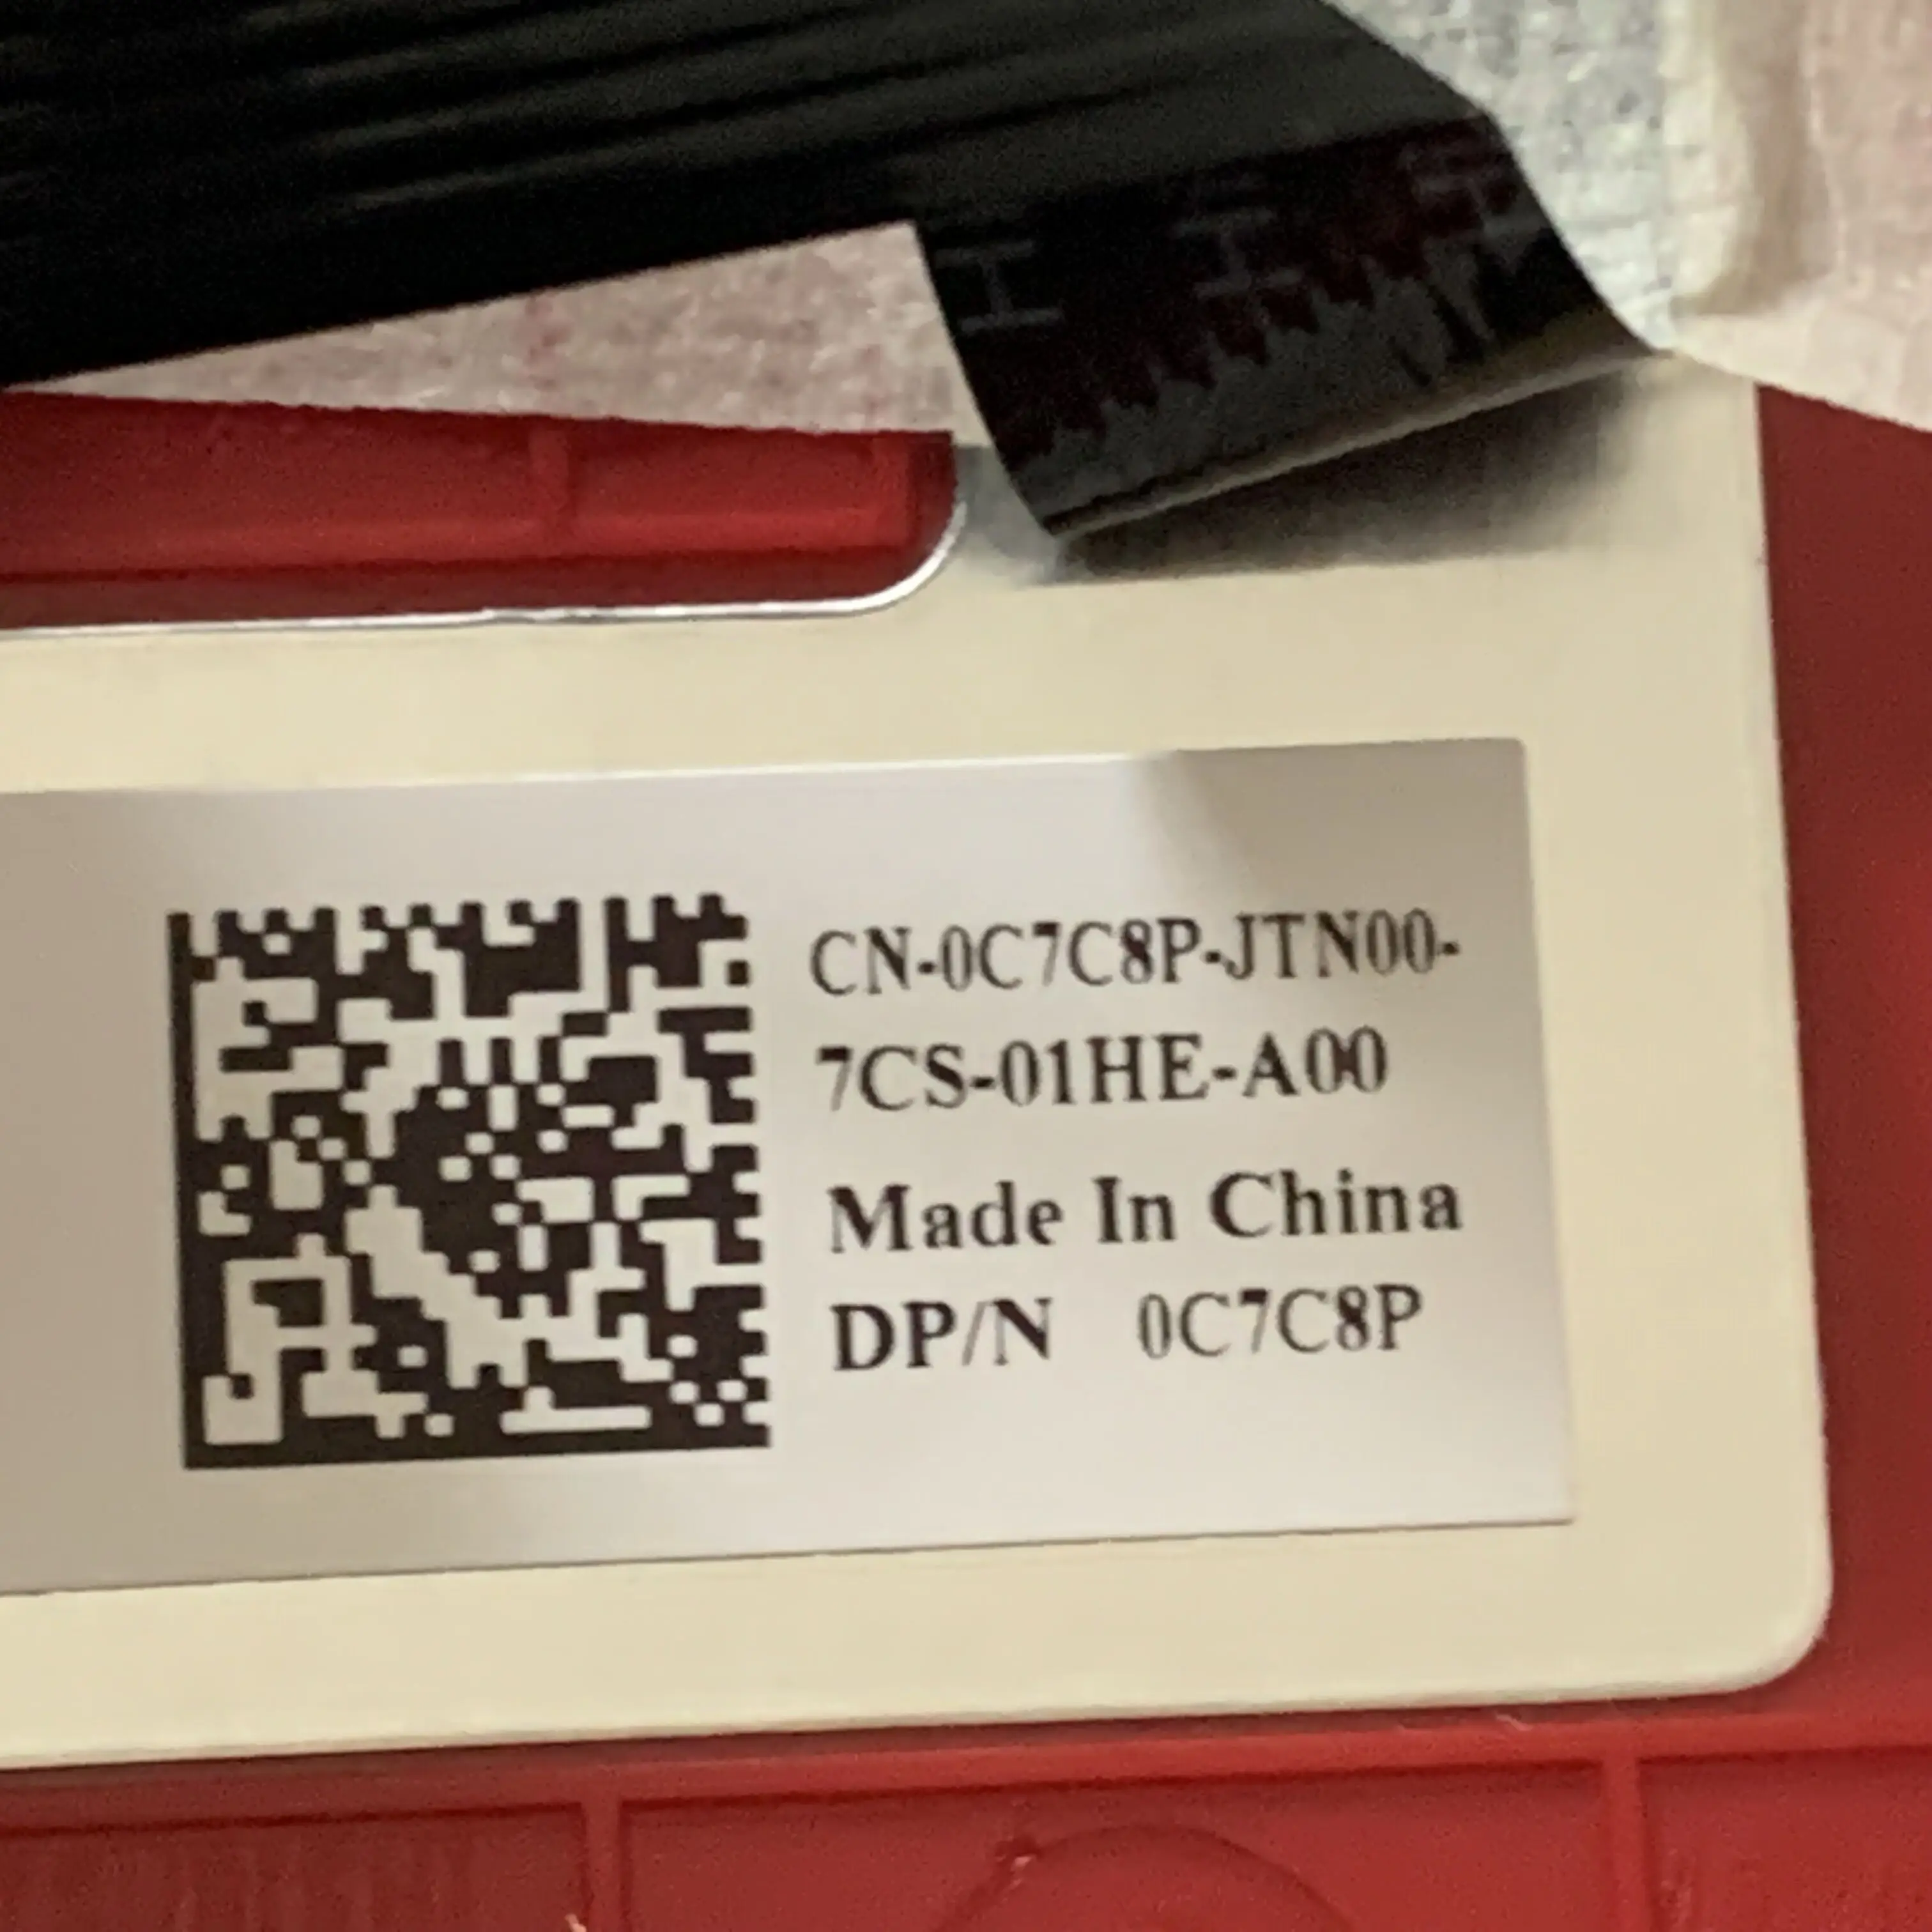 CN-0C7C8P-JTN00-
7CS-01HE-A00
Made In China
DP/N 0C7C8P